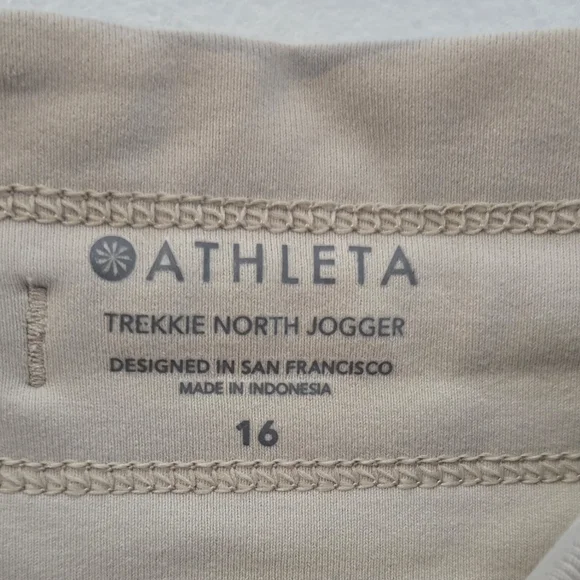 ATHLETA
TREKKIE NORTH JOGGER
DESIGNED IN SAN FRANCISCO
MADE IN INDONESIA
16